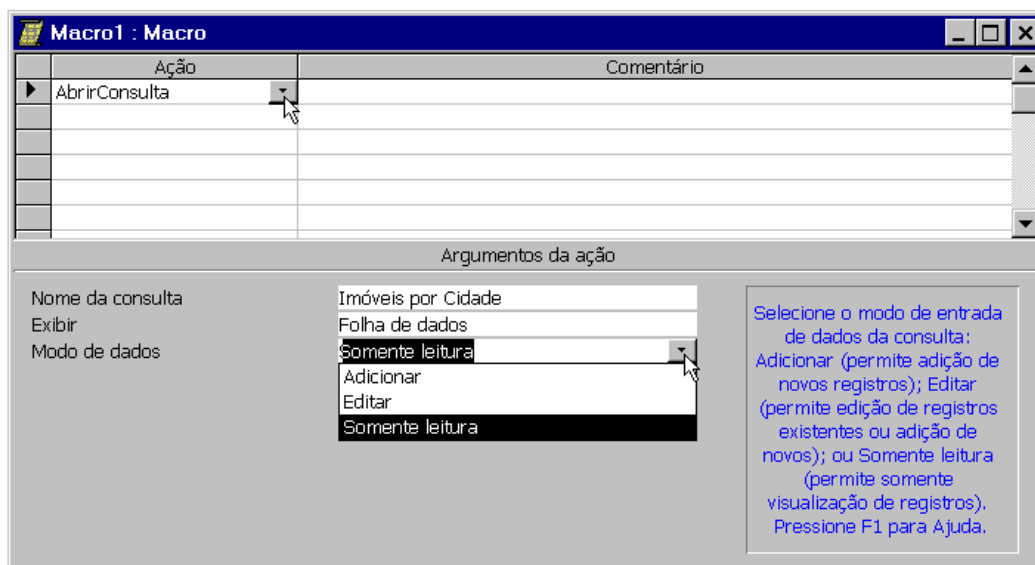 Macro1 : Macro
Ação Comentário
AbrirConsulta
Argumentos da ação
Nome da consulta Imóveis por Cidade
Exibir Folha de dados
Modo de dados Somente leitura
Adicionar
Editar
Somente leitura
Selecione o modo de entrada
de dados da consulta:
Adicionar (permite adição de
novos registros); Editar
(permite edição de registros
existentes ou adição de
novos); ou Somente leitura
(permite somente
visualização de registros).
Pressione F1 para Ajuda.